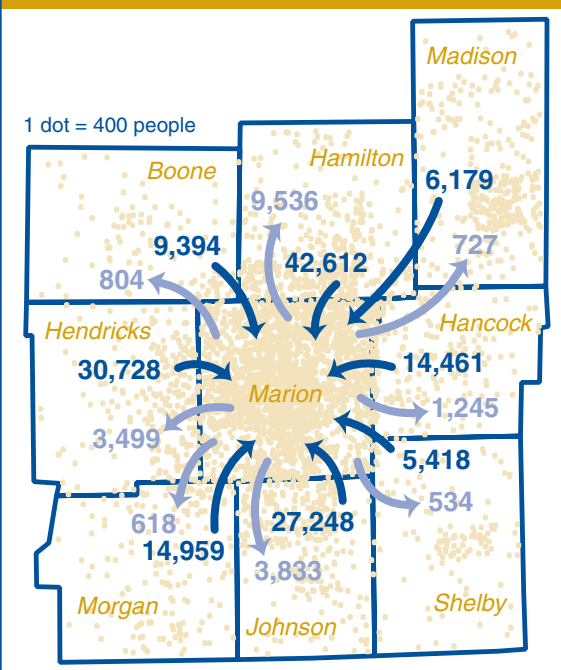 Madison
1 dot = 400 people
Boone
Hamilton
6,179
9,536
9,394
42,612
727
804
Hendricks
Hancock
30,728
14,461
Marion
1,245
3,499
5,418
534
618
27,248
14,959
3,833
Morgan
Shelby
Johnson